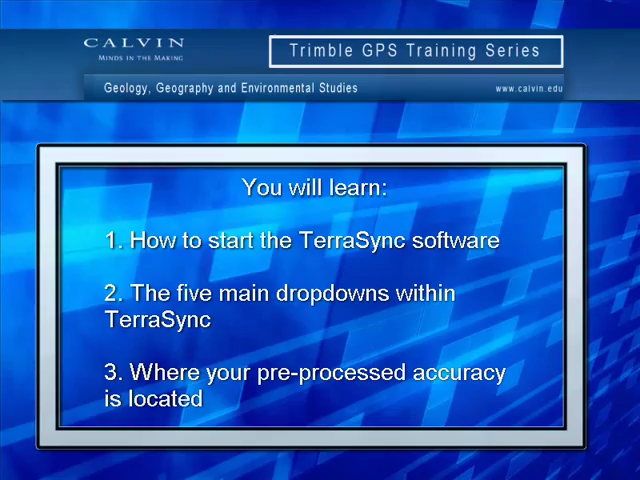 CALVIN
MINDS IN THE MAKING
Trimble GPS Training Series
Geology, Geography and Environmental Studies
www.calvin.edu
You will learn:
1. How to start the TerraSync software
2. The five main dropdowns within
TerraSync
3. Where your pre-processed accuracy
is located